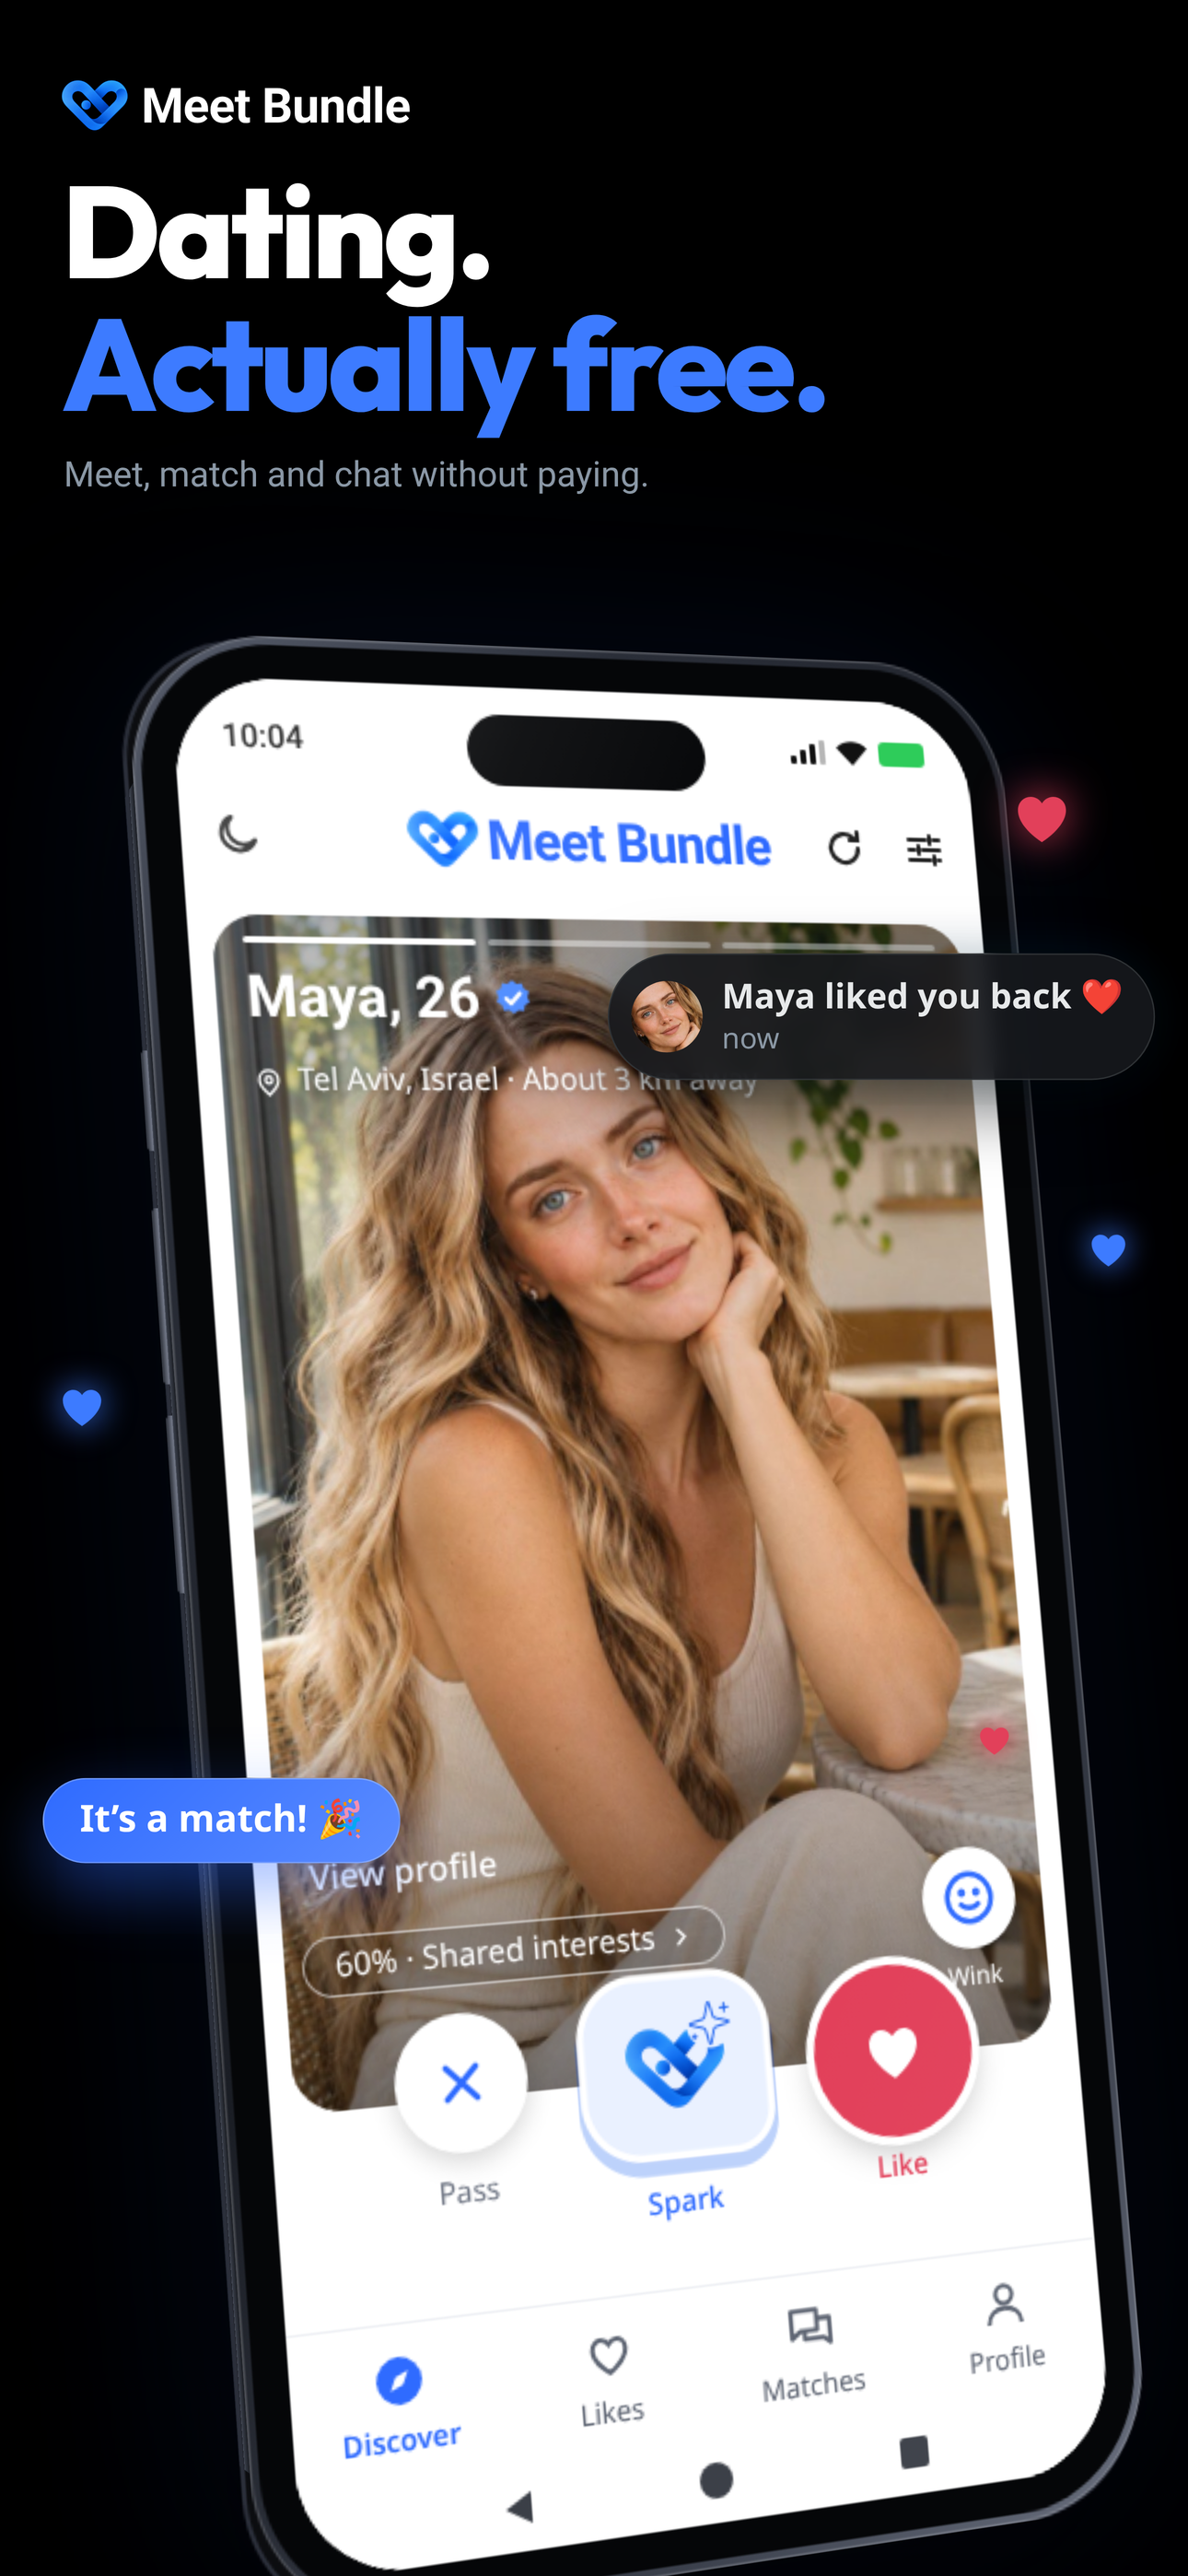 Meet Bundle
Dating.
Actually free.
Meet, match and chat without paying.
10:04
Meet Bundle
Maya, 26
Maya liked you back ❤️
now
Tel Aviv, Israel · About 3 km away
It’s a match! 🎉
View profile
60% · Shared interests
Wink
Pass
Spark
Like
Discover
Likes
Matches
Profile